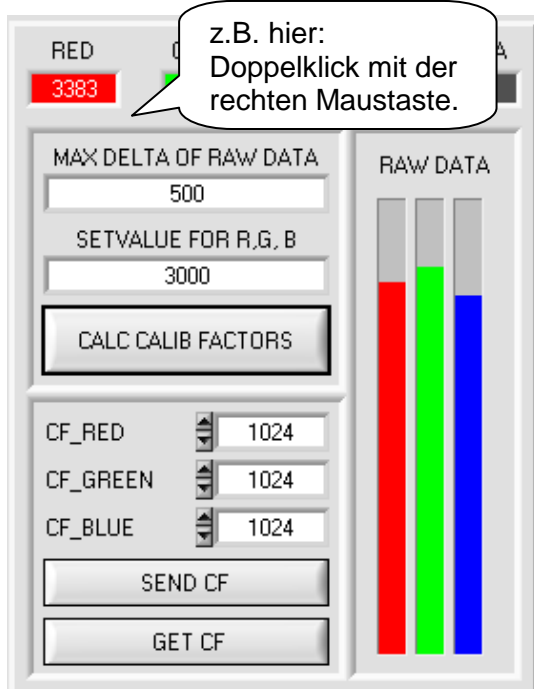 RED
z.B. hier:
Doppelklick mit der
rechten Maustaste.
3383
MAX DELTA OF RAW DATA
500
SETVALUE FOR R,G, B
3000
CALC CALIB FACTORS
RAW DATA
CF_RED 1024
CF_GREEN 1024
CF_BLUE 1024
SEND CF
GET CF